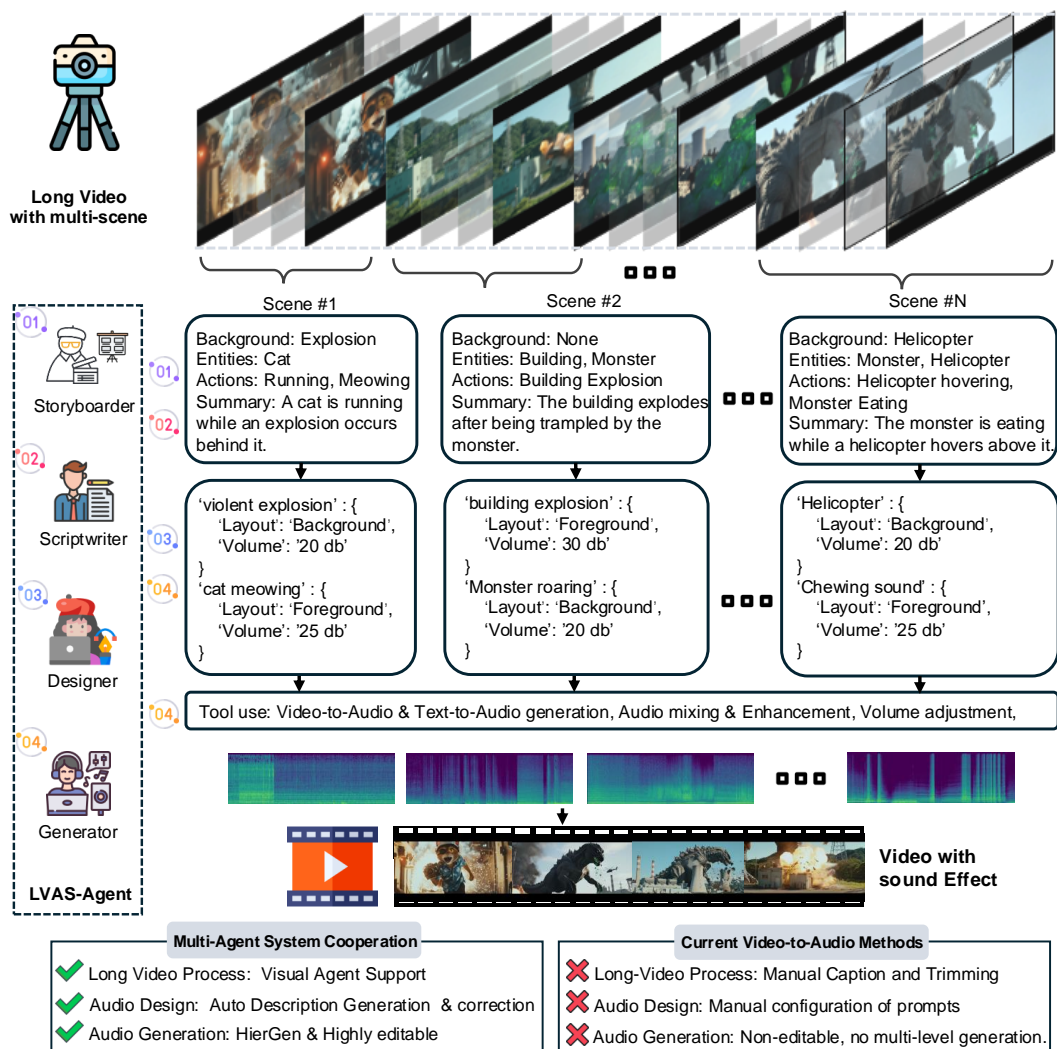 Long Video
with multi-scene
Scene #1
Scene #2
Scene #N
01
Storyboarder
02
Scriptwriter
03
Designer
04
Generator
LVAS-Agent
01
02
Background: Explosion
Entities: Cat
Actions: Running, Meowing
Summary: A cat is running
while an explosion occurs
behind it.
Background: None
Entities: Building, Monster
Actions: Building Explosion
Summary: The building explodes
after being trampled by the
monster.
Background: Helicopter
Entities: Monster, Helicopter
Actions: Helicopter hovering,
Monster Eating
Summary: The monster is eating
while a helicopter hovers above it.
03
04
‘violent explosion’ : {
‘Layout’: ‘Background’,
‘Volume’: ’20 db’
}
‘cat meowing’ : {
‘Layout’: ‘Foreground’,
‘Volume’: ’25 db’
}
‘building explosion’ : {
‘Layout’: ‘Foreground’,
‘Volume’: 30 db’
}
‘Monster roaring’ : {
‘Layout’: ‘Background’,
‘Volume’: ’20 db’
}
‘Helicopter’ : {
‘Layout’: ‘Background’,
‘Volume’: 20 db’
}
‘Chewing sound’ : {
‘Layout’: ‘Foreground’,
‘Volume’: ’25 db’
}
04
Tool use: Video-to-Audio & Text-to-Audio generation, Audio mixing & Enhancement, Volume adjustment,
Video with
sound Effect
Multi-Agent System Cooperation
Long Video Process: Visual Agent Support
Audio Design: Auto Description Generation & correction
Audio Generation: HierGen & Highly editable
Current Video-to-Audio Methods
Long-Video Process: Manual Caption and Trimming
Audio Design: Manual configuration of prompts
Audio Generation: Non-editable, no multi-level generation.